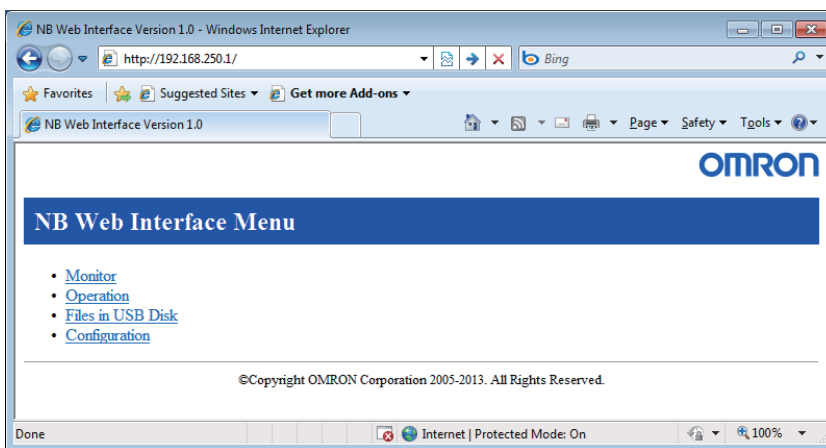 NB Web Interface Version 1.0 - Windows Internet Explorer
http://192.168.250.1/
Bing
Favorites Suggested Sites Get more Add-ons
NB Web Interface Version 1.0 Page Safety Tools
OMRON
NB Web Interface Menu
• Monitor
• Operation
• Files in USB Disk
• Configuration
©Copyright OMRON Corporation 2005-2013. All Rights Reserved.
Done Internet | Protected Mode: On 100%